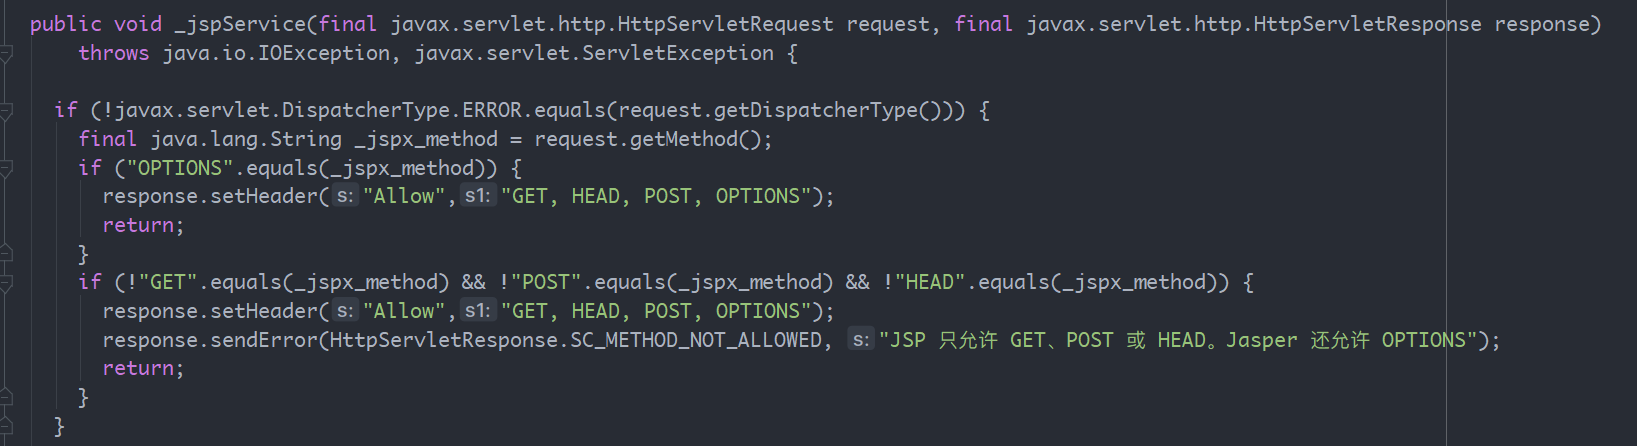 public void _jspService(final javax.servlet.http.HttpServletRequest request, final javax.servlet.http.HttpServletResponse response)
throws java.io.IOException, javax.servlet.ServletException {
if (!javax.servlet.DispatcherType.ERROR.equals(request.getDispatcherType())) {
final java.lang.String _jspx_method = request.getMethod();
if ("OPTIONS".equals(_jspx_method)) {
response.setHeader( s: "Allow", s1: "GET, HEAD, POST, OPTIONS");
return;
}
if (!"GET".equals(_jspx_method) && !"POST".equals(_jspx_method) && !"HEAD".equals(_jspx_method)) {
response.setHeader( s: "Allow", s1: "GET, HEAD, POST, OPTIONS");
response.sendError(HttpServletResponse.SC_METHOD_NOT_ALLOWED, s: "JSP 只允许 GET、POST 或 HEAD。Jasper 还允许 OPTIONS");
return;
}
}